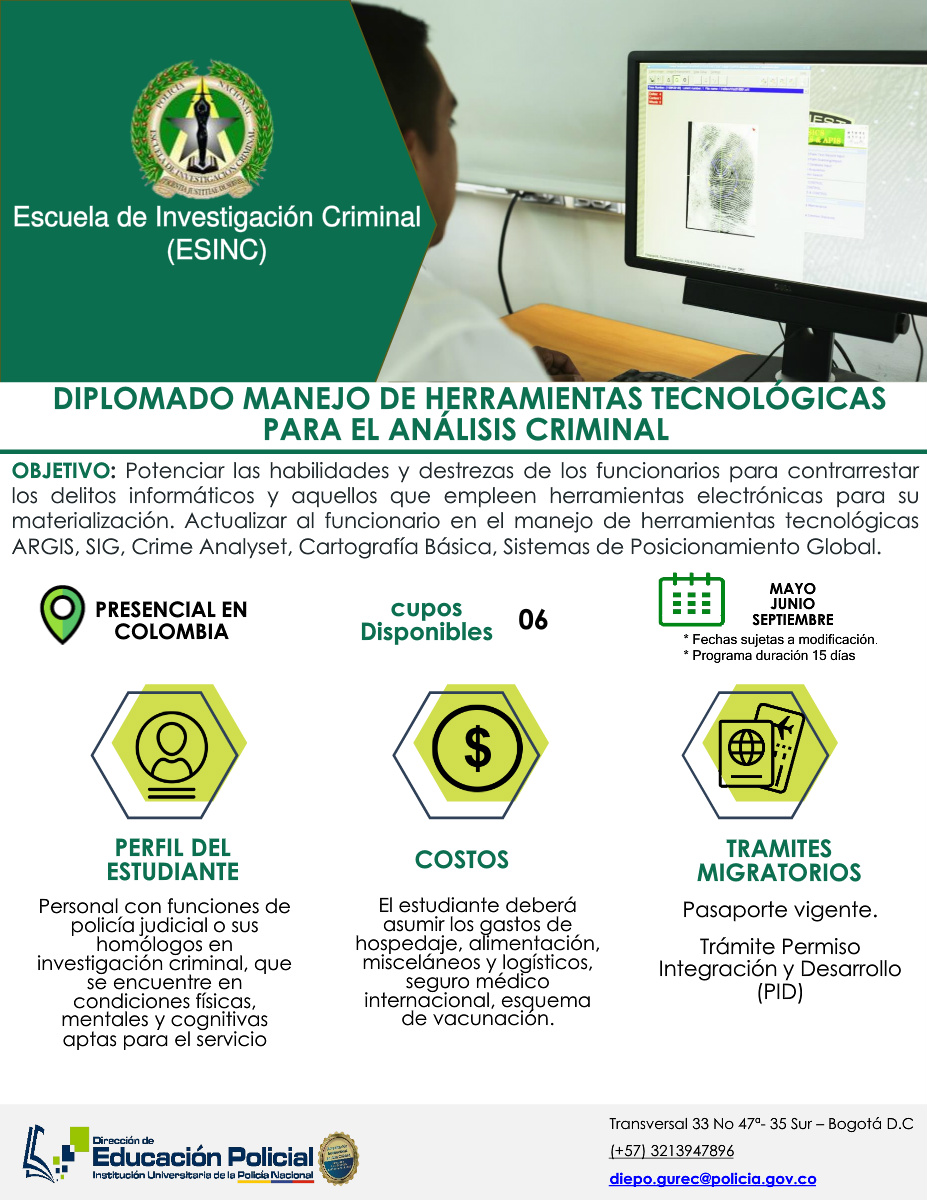 POLICÍA NACIONAL
ESCUELA DE INVESTIGACIÓN CRIMINAL
Escuela de Investigación Criminal
(ESINC)
DIPLOMADO MANEJO DE HERRAMIENTAS TECNOLÓGICAS
PARA EL ANÁLISIS CRIMINAL
OBJETIVO: Potenciar las habilidades y destrezas de los funcionarios para contrarrestar
los delitos informáticos y aquellos que empleen herramientas electrónicas para su
materialización. Actualizar al funcionario en el manejo de herramientas tecnológicas
ARGIS, SIG, Crime Analyset, Cartografía Básica, Sistemas de Posicionamiento Global.
PRESENCIAL EN
COLOMBIA
cupos
Disponibles
06
MAYO
JUNIO
SEPTIEMBRE
* Fechas sujetas a modificación.
* Programa duración 15 días
PERFIL DEL
ESTUDIANTE
Personal con funciones de
policía judicial o sus
homólogos en
investigación criminal, que
se encuentre en
condiciones físicas,
mentales y cognitivas
aptas para el servicio
$
COSTOS
El estudiante deberá
asumir los gastos de
hospedaje, alimentación,
misceláneos y logísticos,
seguro médico
internacional, esquema
de vacunación.
TRAMITES
MIGRATORIOS
Pasaporte vigente.
Trámite Permiso
Integración y Desarrollo
(PID)
Dirección de
Educación Policial
Institución Universitaria de la Policía Nacional
Transversal 33 No 47ª- 35 Sur – Bogotá D.C
(+57) 3213947896
diepo.gurec@policia.gov.co